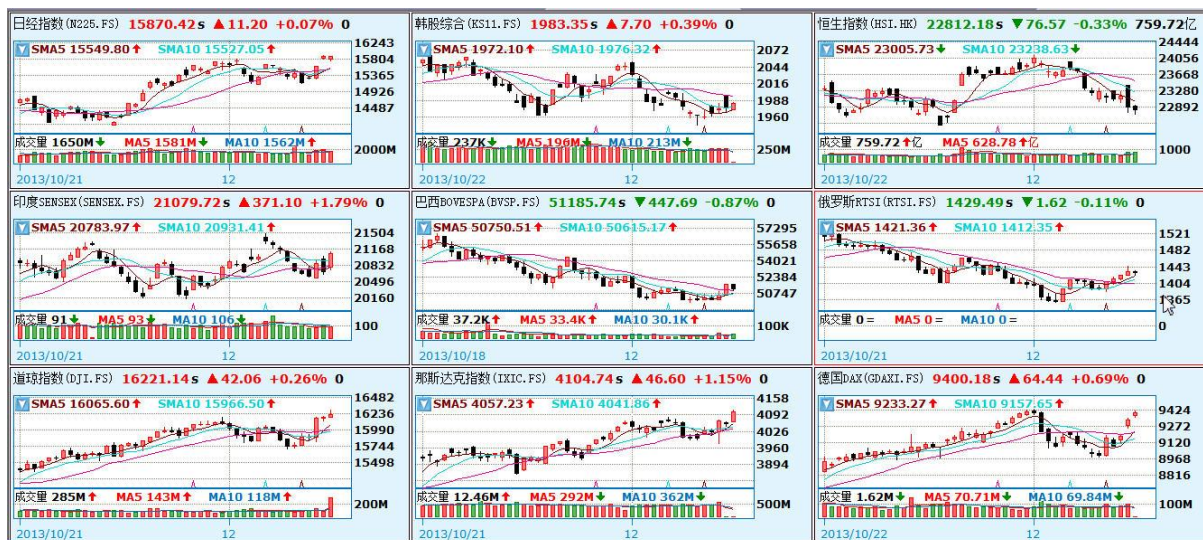 日经指数(N225.FS) 15870.42s ▲11.20 +0.07% 0
SMA5 15549.80 SMA10 15527.05
16243
15804
15365
14926
14487
成交量 1650M MA5 1581M MA10 1562M
2000M
2013/10/21 12
韩股综合(KS11.FS) 1983.35s ▲7.70 +0.39% 0
SMA5 1972.10 SMA10 1976.32
2072
2044
2016
1988
1960
成交量 237K MA5 196M MA10 213M
250M
2013/10/22 12
恒生指数(HSI.HK) 22812.18s ▼76.57 -0.33% 759.72亿
SMA5 23005.73 SMA10 23238.63
24444
24056
23668
23280
22892
成交量 759.72亿 MA5 628.78亿
1000
2013/10/22 12
印度SENSEX(SENSEX.FS) 21079.72s ▲371.10 +1.79% 0
SMA5 20783.97 SMA10 20931.41
21504
21168
20832
20496
20160
成交量 91 MA5 93 MA10 106
100
2013/10/21 12
巴西BOVESPA(BVSP.FS) 51185.74s ▼447.69 -0.87% 0
SMA5 50750.51 SMA10 50615.17
57295
55658
54021
52384
50747
成交量 37.2K MA5 33.4K MA10 30.1K
100K
2013/10/18 12
俄罗斯RTSI(RTSI.FS) 1429.49s ▼1.62 -0.11% 0
SMA5 1421.36 SMA10 1412.35
1521
1482
1443
1404
1365
成交量 0= MA5 0= MA10 0=
0
2013/10/21 12
道琼指数(DJI.FS) 16221.14s ▲42.06 +0.26% 0
SMA5 16065.60 SMA10 15966.50
16482
16236
15990
15744
15498
成交量 285M MA5 143M MA10 118M
200M
2013/10/21 12
那斯达克指数(IXIC.FS) 4104.74s ▲46.60 +1.15% 0
SMA5 4057.23 SMA10 4041.86
4158
4092
4026
3960
3894
成交量 12.46M MA5 292M MA10 362M
500M
2013/10/21 12
德国DAX(GDAXI.FS) 9400.18s ▲64.44 +0.69% 0
SMA5 9233.27 SMA10 9157.65
9424
9272
9120
8968
8816
成交量 1.62M MA5 70.71M MA10 69.84M
100M
2013/10/22 12